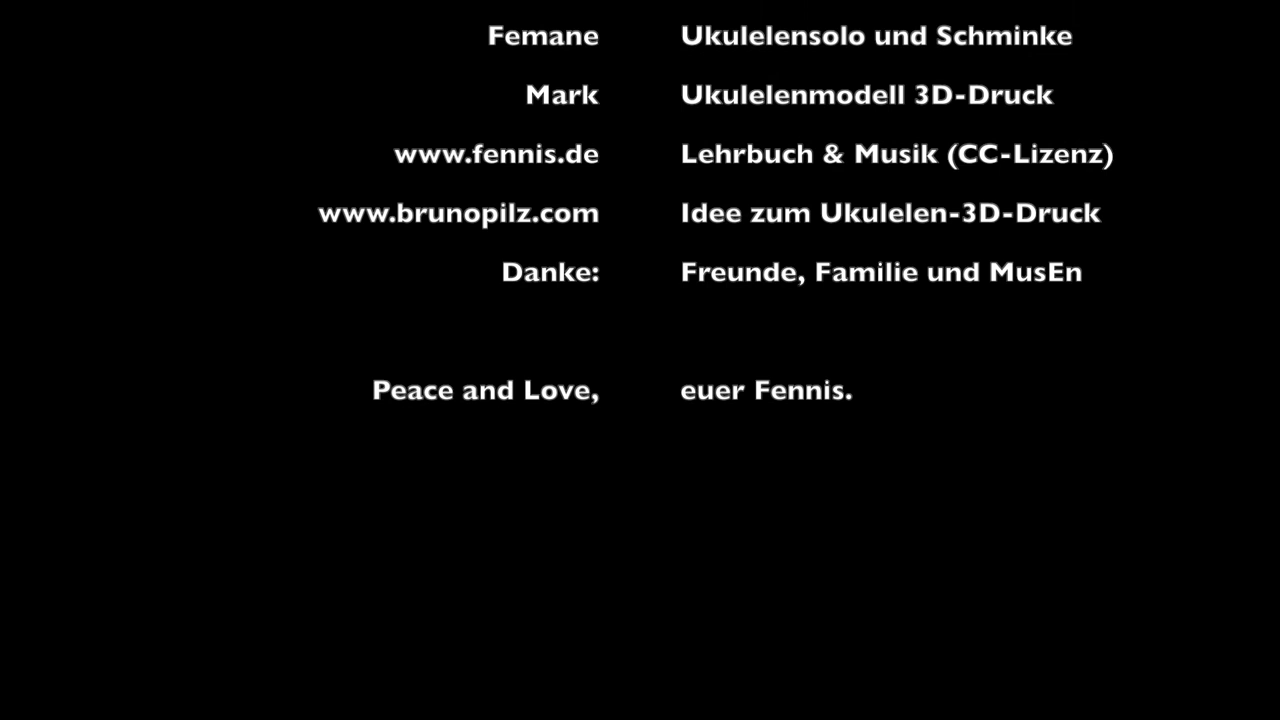 Femane Ukulelensolo und Schminke
Mark Ukulelenmodell 3D-Druck
www.fennis.de Lehrbuch & Musik (CC-Lizenz)
www.brunopilz.com Idee zum Ukulelen-3D-Druck
Danke: Freunde, Familie und MusEn
Peace and Love, euer Fennis.